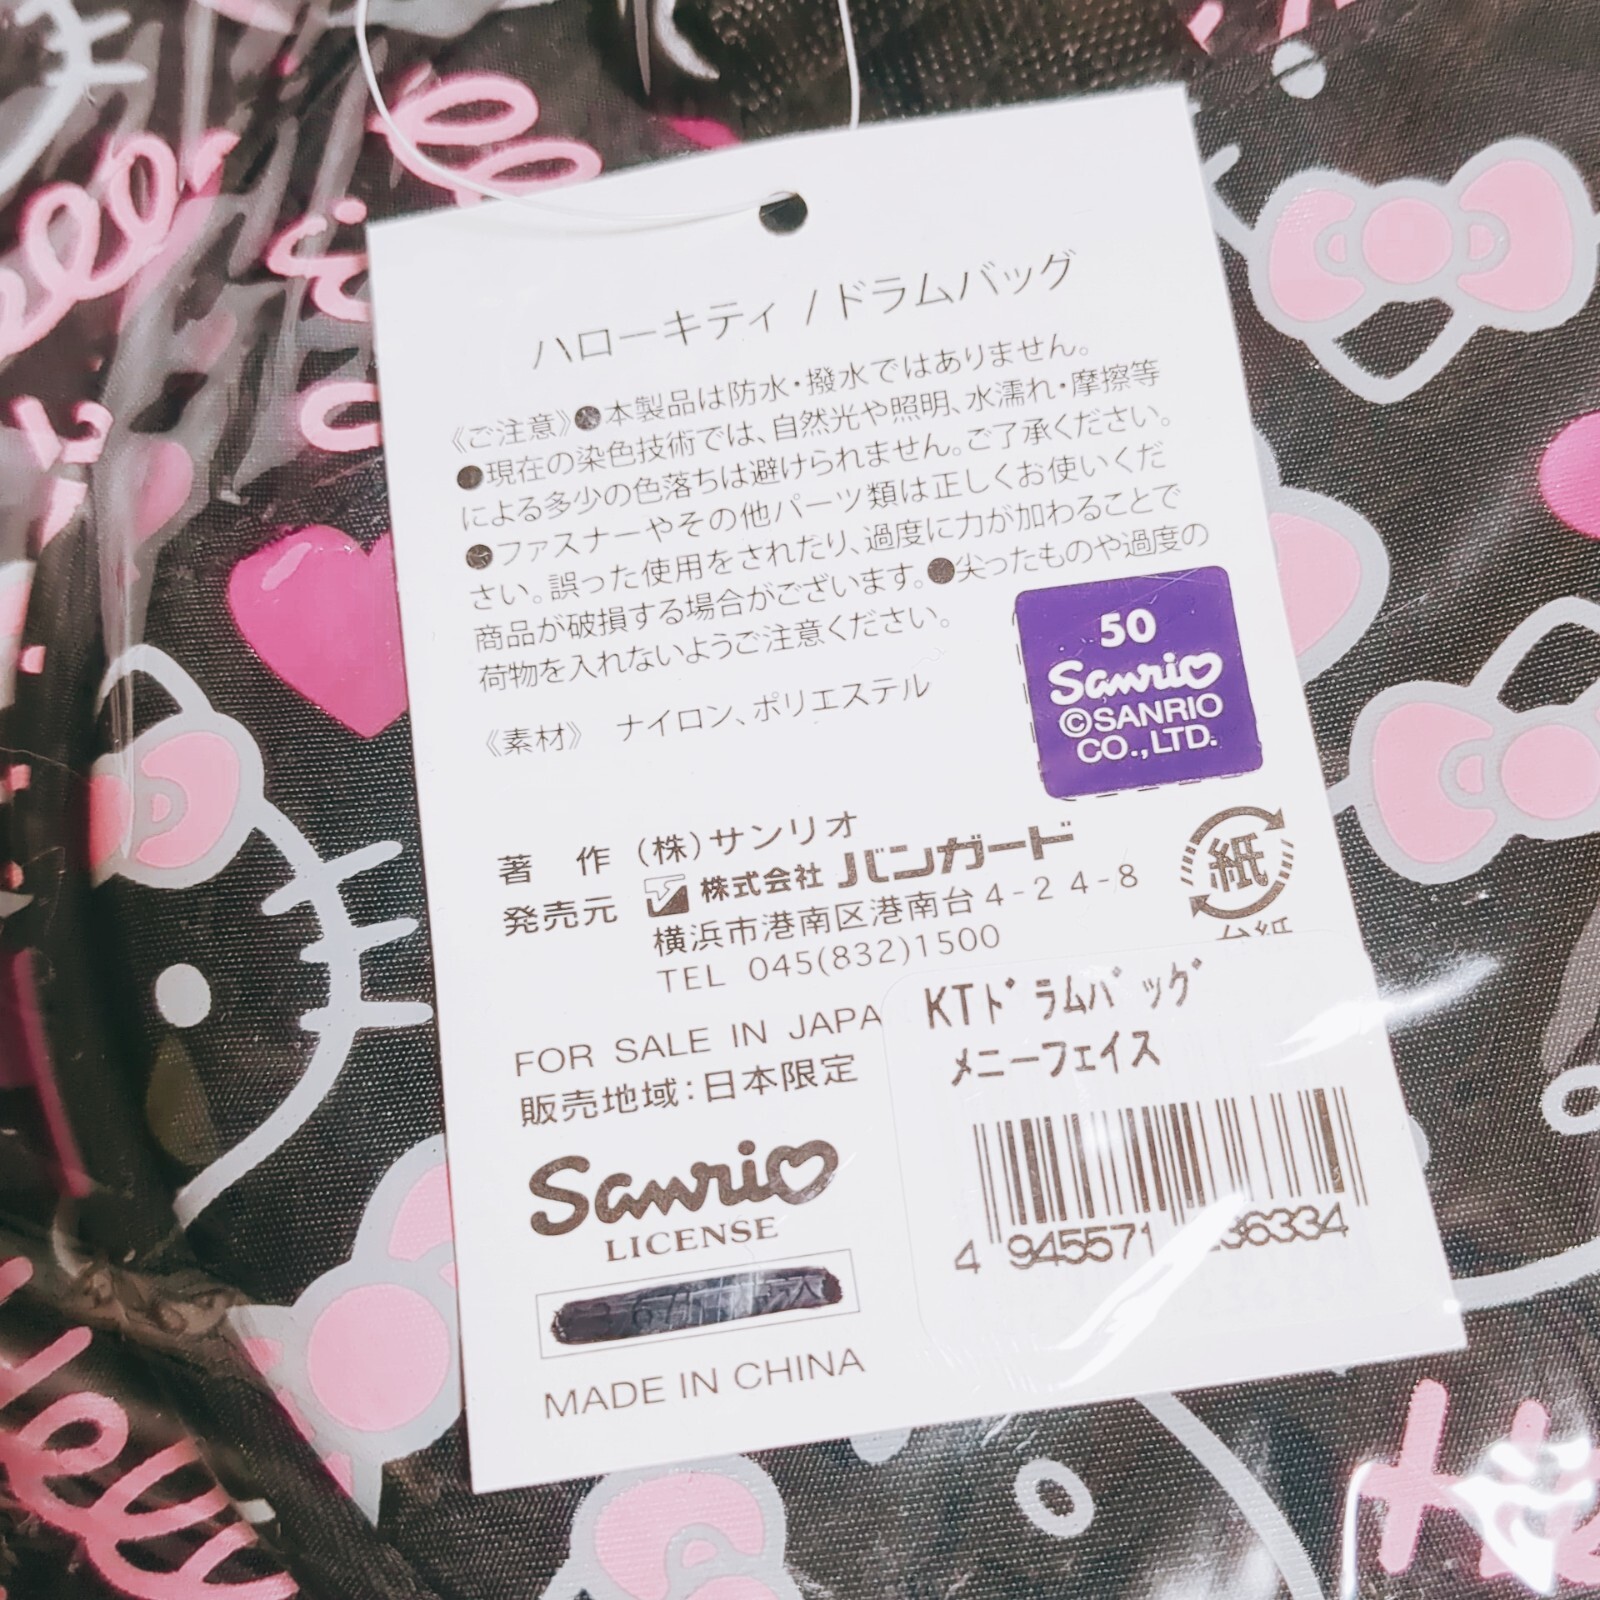 ハローキティ / ドラムバッグ
《ご注意》●本製品は防水・撥水ではありません。
●現在の染色技術では、自然光や照明、水濡れ・摩擦等
による多少の色落ちは避けられません。ご了承ください。
●ファスナーやその他パーツ類は正しくお使いくだ
さい。誤った使用をされたり、過度に力が加わることで
商品が破損する場合がございます。●尖ったものや過度の
荷物を入れないようご注意ください。
《素材》 ナイロン、ポリエステル
50
Sanrio
©SANRIO
CO.,LTD.
著 作 (株)サンリオ
発売元 株式会社 バンガード
横浜市港南区港南台4-24-8
TEL 045(832)1500
紙
台紙
FOR SALE IN JAPA
販売地域:日本限定
Sanrio
LICENSE
MADE IN CHINA
KTドラムバッグ
メニーフェイス
4 945571 36334
Hello